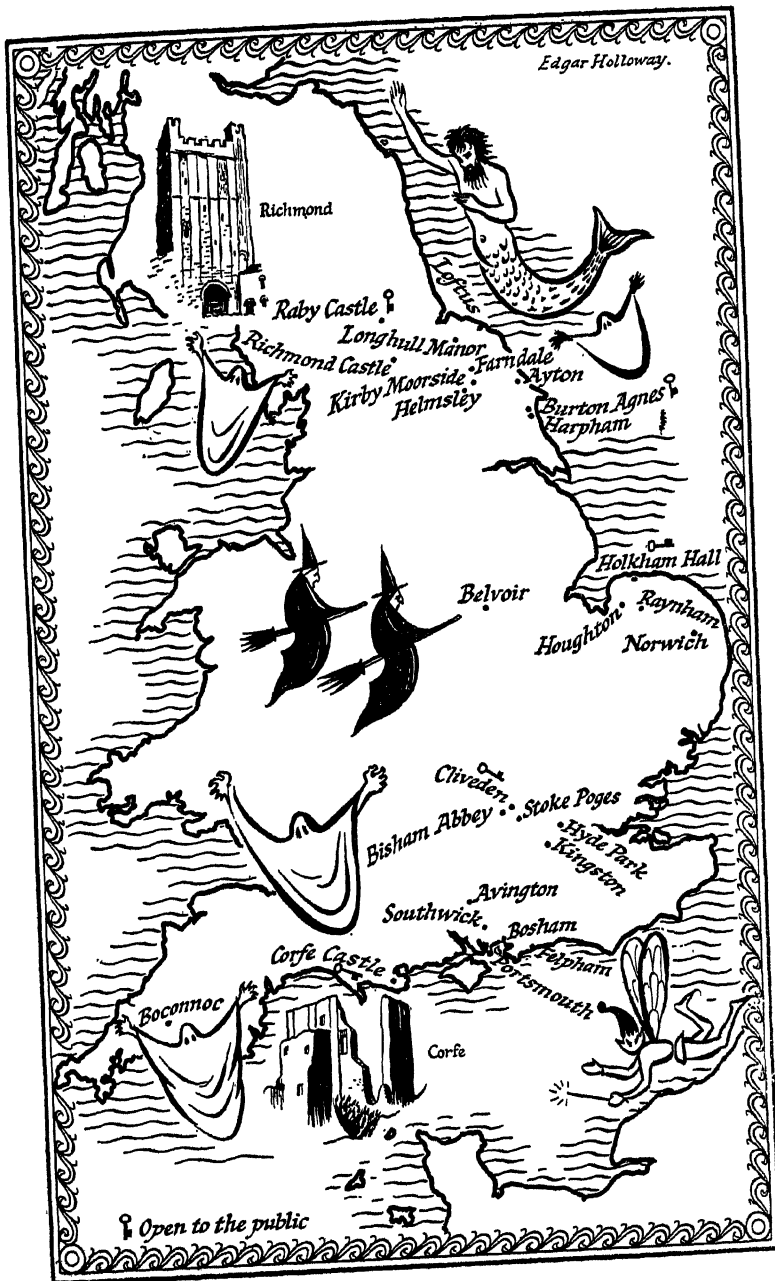 Edgar Holloway.
Richmond
Loftus
Raby Castle
Longhull Manor
Richmond Castle
Farndale
Kirby Moorside
Ayton
Helmsley
Burton Agnes
Harpham
Holkham Hall
Belvoir
Raynham
Houghton
Norwich
Cliveden
Stoke Poges
Bisham Abbey
Hyde Park
Kingston
Avington
Southwick
Bosham
Felpham
Corfe Castle
Portsmouth
Boconnoc
Corfe
Open to the public